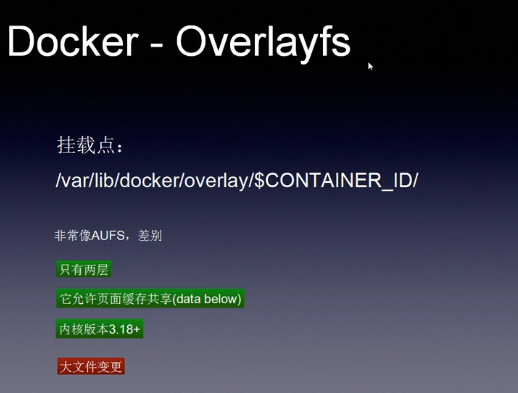 Docker - Overlayfs
挂载点：
/var/lib/docker/overlay/$CONTAINER_ID/
非常像AUFS，差别
只有两层
它允许页面缓存共享(data below)
内核版本3.18+
大文件变更